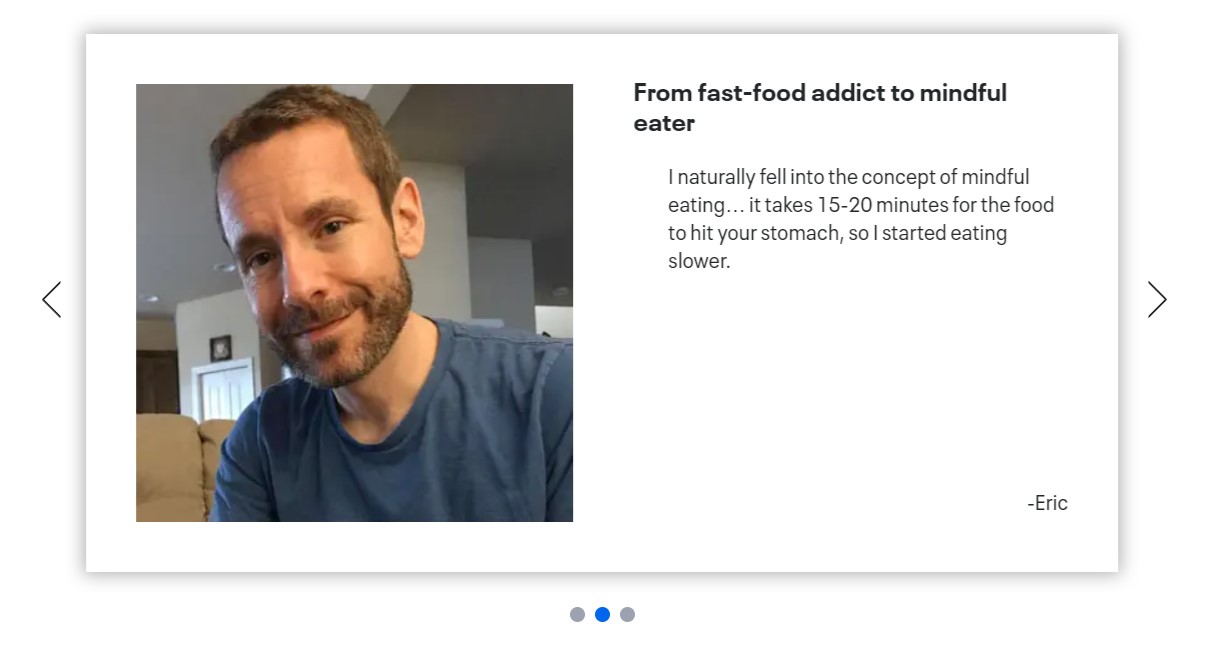 From fast-food addict to mindful
eater
I naturally fell into the concept of mindful
eating… it takes 15-20 minutes for the food
to hit your stomach, so I started eating
slower.
-Eric